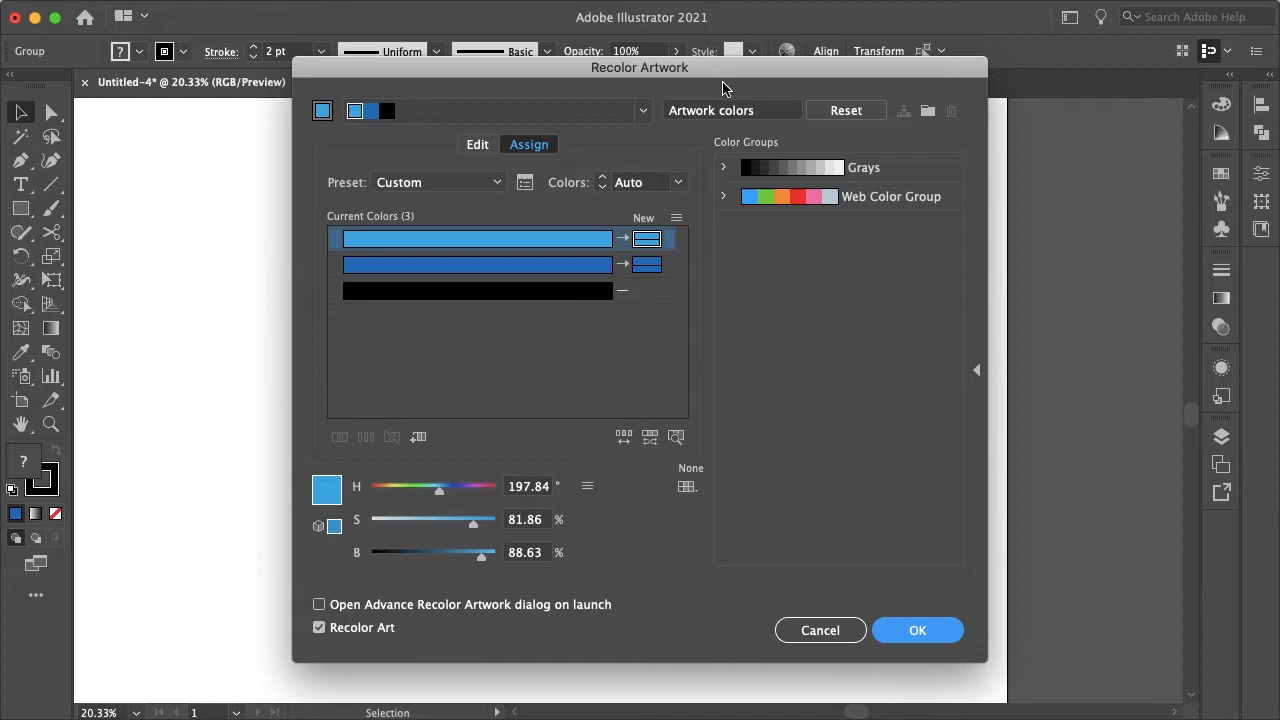 Adobe Illustrator 2021
Search Adobe Help
Group
?
Stroke:
2 pt
Uniform
Basic
Opacity:
100%
Style:
Align
Transform
× Untitled-4* @ 20.33% (RGB/Preview)
Recolor Artwork
Artwork colors
Reset
Edit
Assign
Color Groups
Grays
Web Color Group
Preset:
Custom
Colors:
Auto
Current Colors (3)
New
None
H
197.84
°
S
81.86
%
B
88.63
%
Open Advance Recolor Artwork dialog on launch
Recolor Art
Cancel
OK
?
20.33%
1
Selection